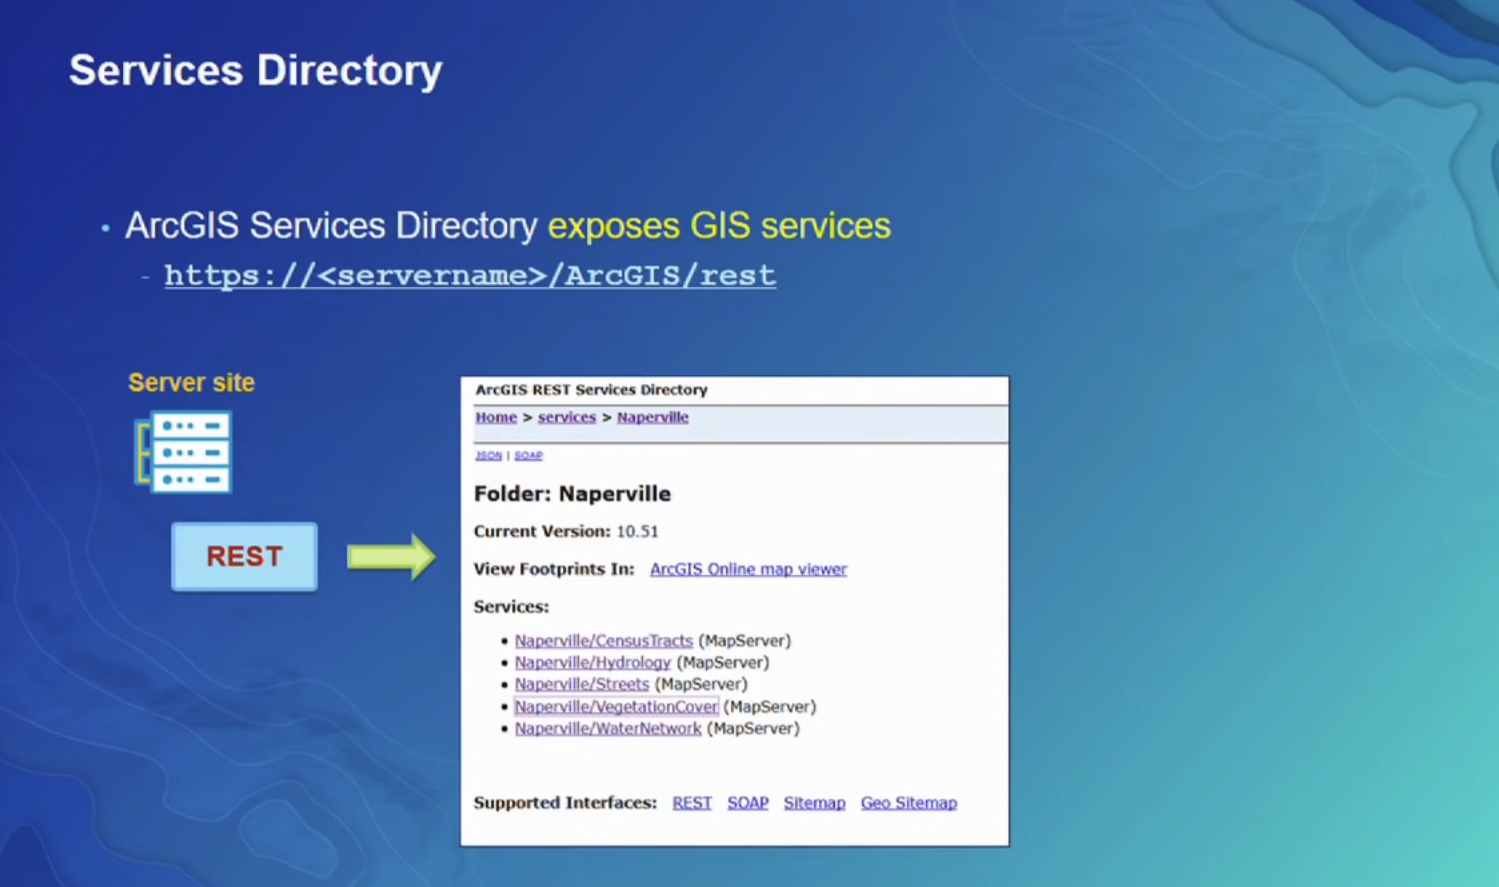 Services Directory
• ArcGIS Services Directory exposes GIS services
- https://<servername>/ArcGIS/rest
Server site
REST
ArcGIS REST Services Directory
Home > services > Naperville
JSON | SOAP
Folder: Naperville
Current Version: 10.51
View Footprints In: ArcGIS Online map viewer
Services:
• Naperville/CensusTracts (MapServer)
• Naperville/Hydrology (MapServer)
• Naperville/Streets (MapServer)
• Naperville/VegetationCover (MapServer)
• Naperville/WaterNetwork (MapServer)
Supported Interfaces: REST SOAP Sitemap Geo Sitemap